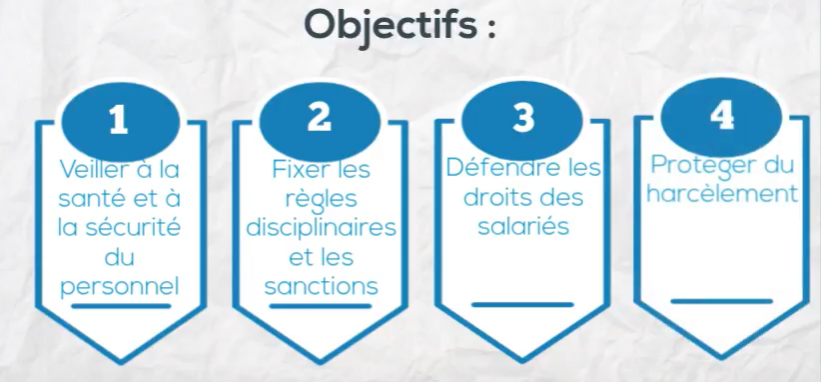 Objectifs :
1
Veiller à la
santé et à
la sécurité
du
personnel
2
Fixer les
règles
disciplinaires
et les
sanctions
3
Défendre les
droits des
salariés
4
Protéger du
harcèlement